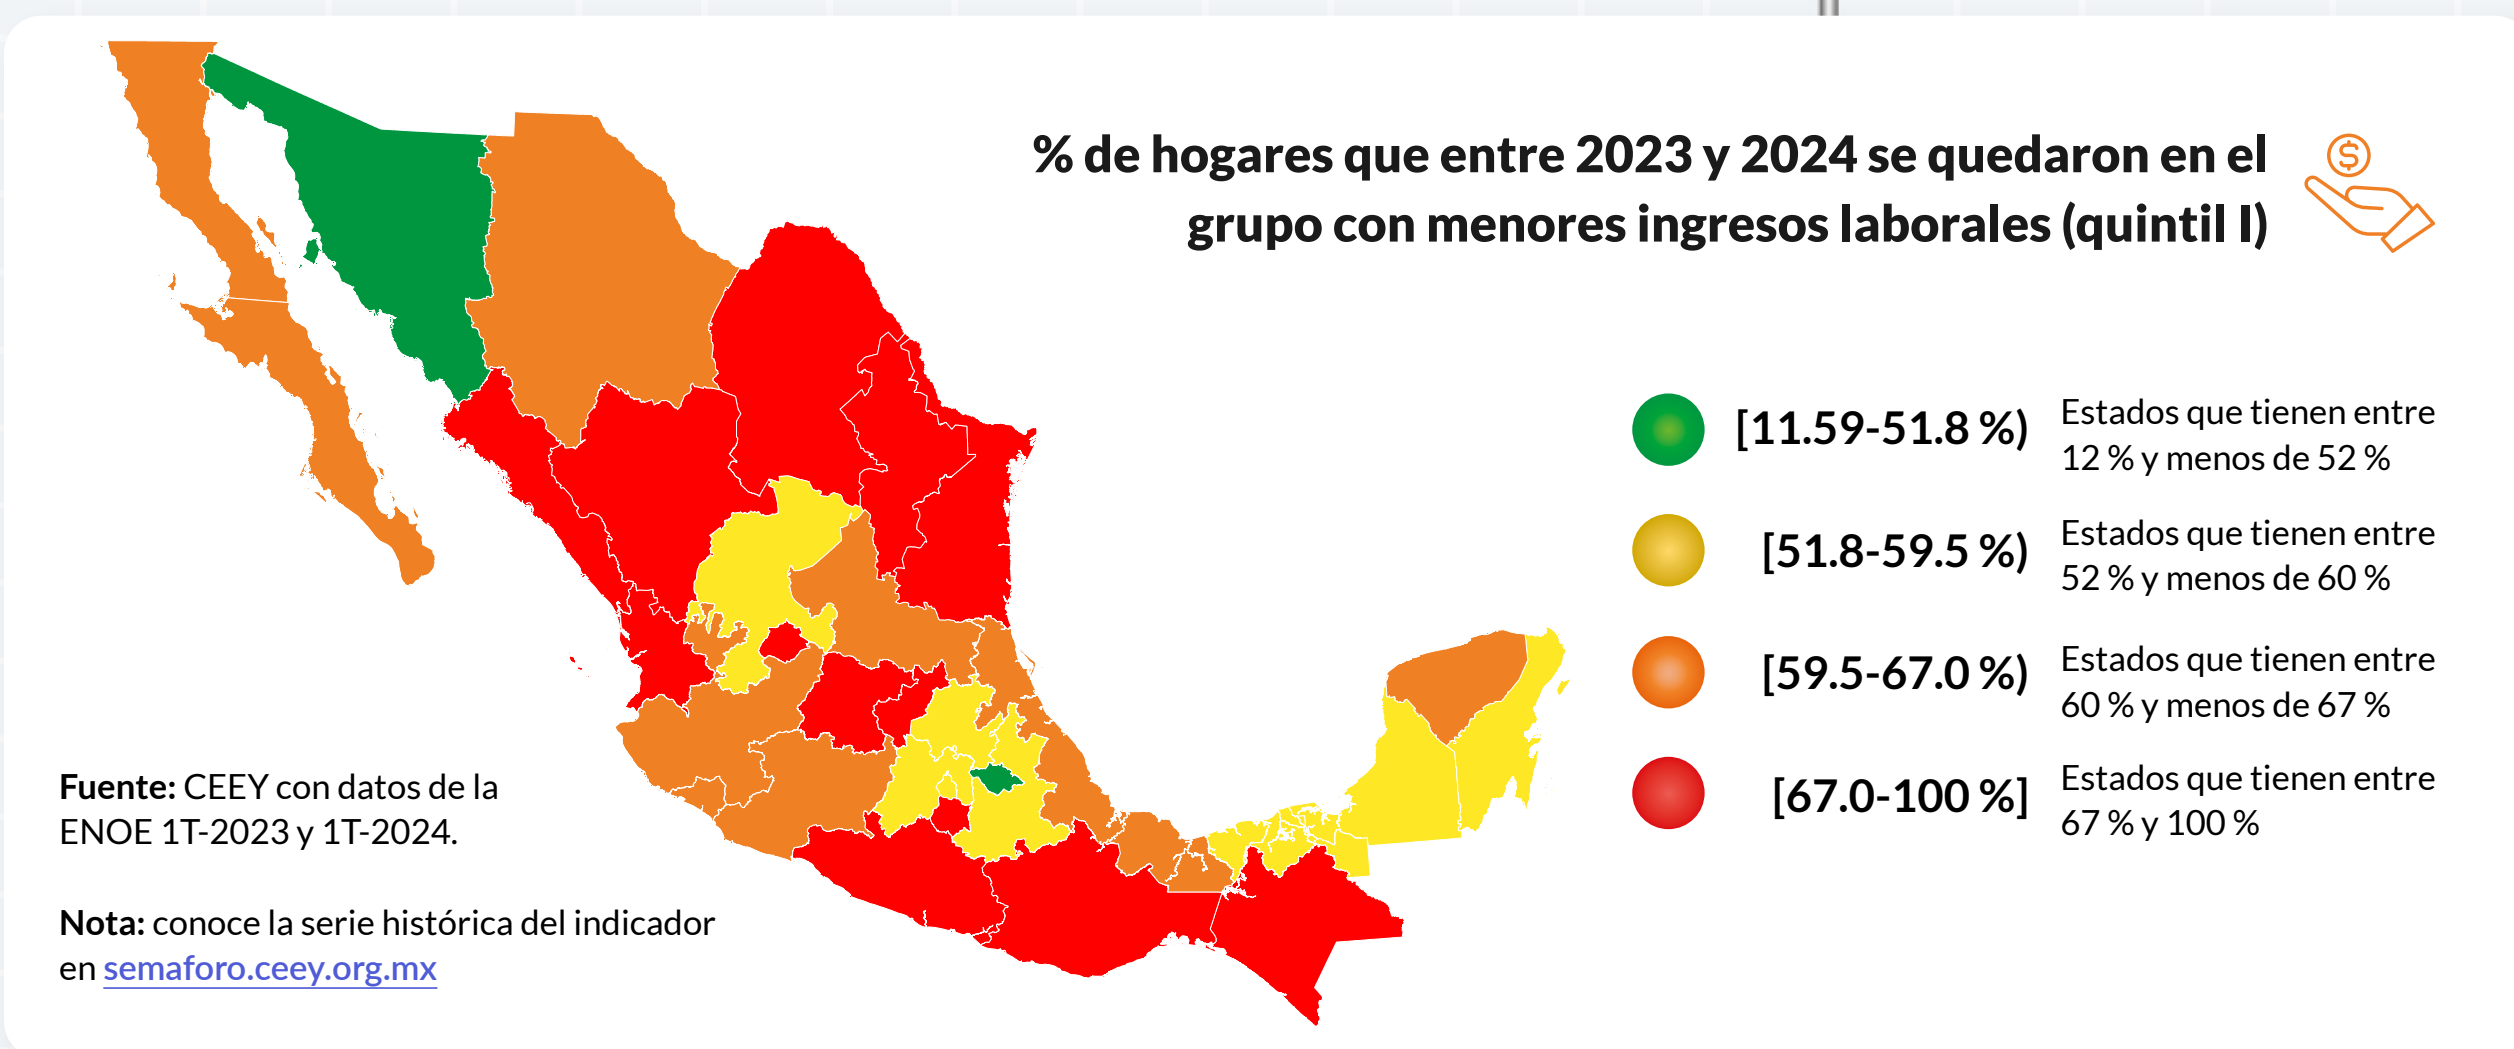 % de hogares que entre 2023 y 2024 se quedaron en el
grupo con menores ingresos laborales (quintil I)
$
[11.59-51.8 %)
Estados que tienen entre
12 % y menos de 52 %
[51.8-59.5 %)
Estados que tienen entre
52 % y menos de 60 %
[59.5-67.0 %)
Estados que tienen entre
60 % y menos de 67 %
[67.0-100 %]
Estados que tienen entre
67 % y 100 %
Fuente: CEEY con datos de la
ENOE 1T-2023 y 1T-2024.
Nota: conoce la serie histórica del indicador
en semaforo.ceey.org.mx